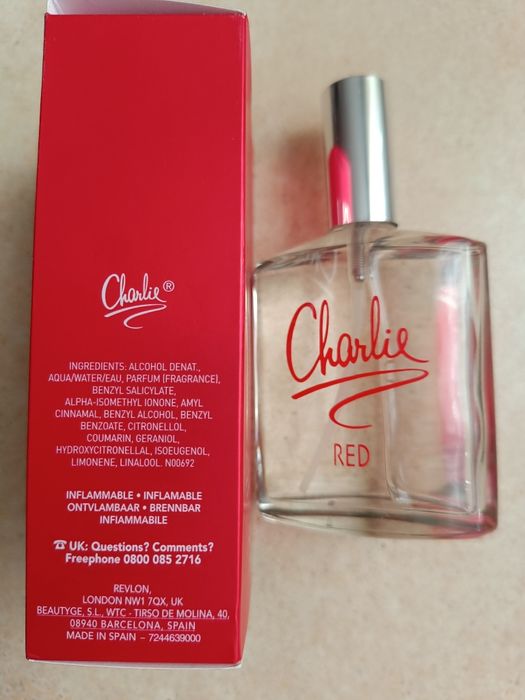 Charlie®
INGREDIENTS: ALCOHOL DENAT.,
AQUA/WATER/EAU, PARFUM (FRAGRANCE),
BENZYL SALICYLATE,
ALPHA-ISOMETHYL IONONE, AMYL
CINNAMAL, BENZYL ALCOHOL, BENZYL
BENZOATE, CITRONELLOL,
COUMARIN, GERANIOL,
HYDROXYCITRONELLAL, ISOEUGENOL,
LIMONENE, LINALOOL. N00692
INFLAMMABLE • INFLAMABLE
ONTVLAMBAAR • BRENNBAR
INFIAMMABILE
☎ UK: Questions? Comments?
Freephone 0800 085 2716
REVLON,
LONDON NW1 7QX, UK
BEAUTYGE, S.L., WTC - TIRSO DE MOLINA, 40,
08940 BARCELONA, SPAIN
MADE IN SPAIN – 7244639000
Charlie
RED